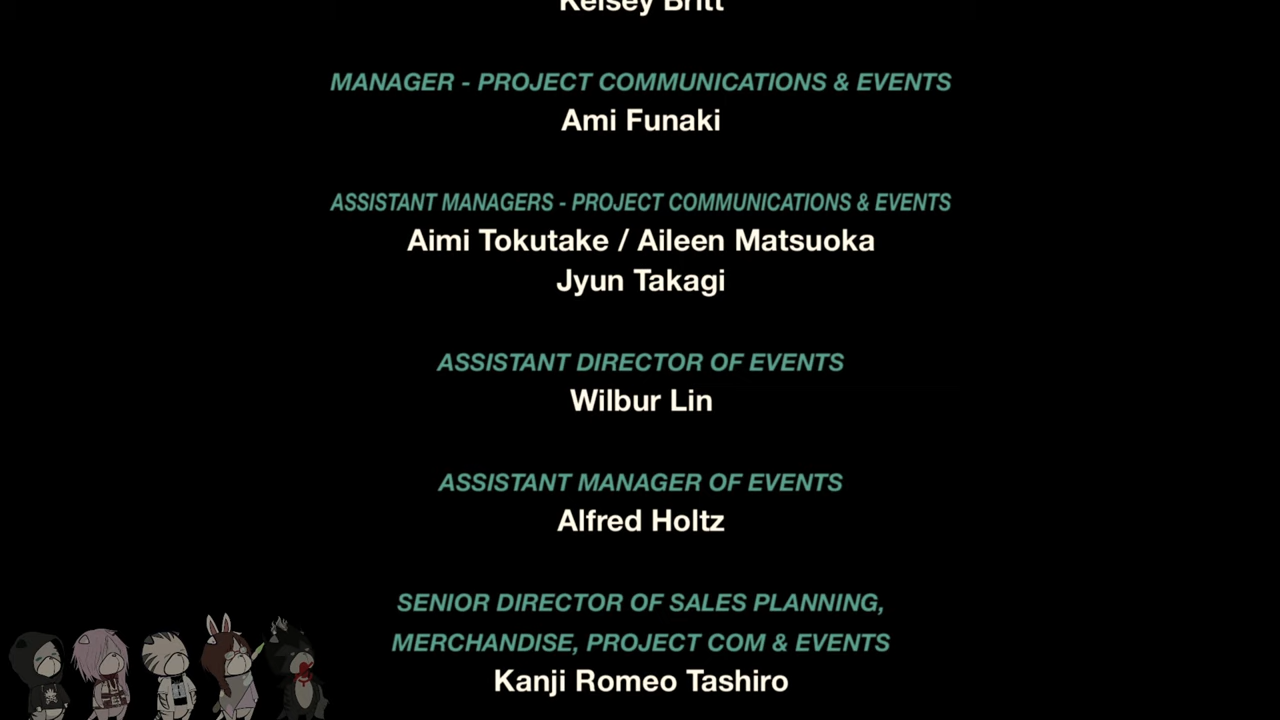 Kelsey Britt
MANAGER - PROJECT COMMUNICATIONS & EVENTS
Ami Funaki
ASSISTANT MANAGERS - PROJECT COMMUNICATIONS & EVENTS
Aimi Tokutake / Aileen Matsuoka
Jyun Takagi
ASSISTANT DIRECTOR OF EVENTS
Wilbur Lin
ASSISTANT MANAGER OF EVENTS
Alfred Holtz
SENIOR DIRECTOR OF SALES PLANNING,
MERCHANDISE, PROJECT COM & EVENTS
Kanji Romeo Tashiro